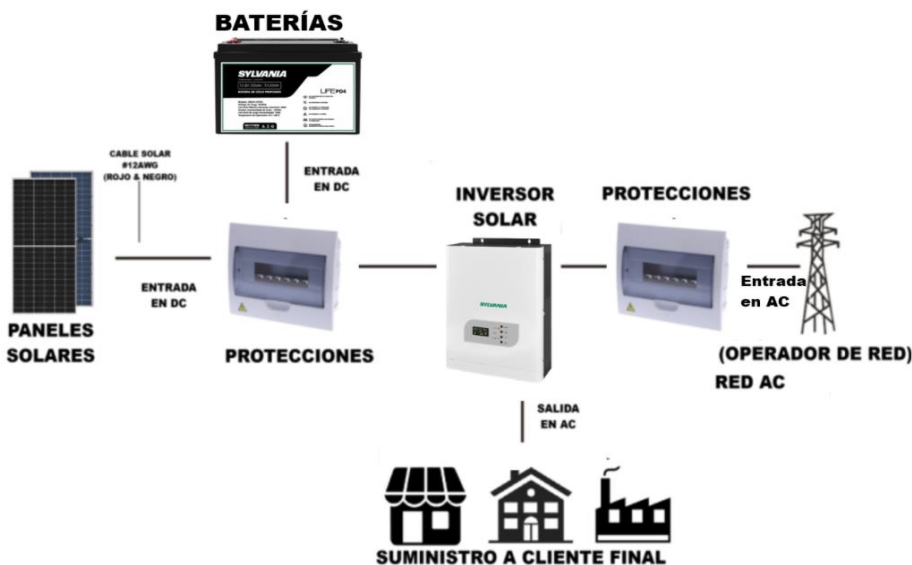 BATERÍAS
SYLVANIA
LIFEPO4
CABLE SOLAR
#12AWG
(ROJO & NEGRO)
ENTRADA
EN DC
INVERSOR
SOLAR
PROTECCIONES
ENTRADA
EN DC
Entrada
en AC
SYLVANIA
PANELES
SOLARES
PROTECCIONES
(OPERADOR DE RED)
RED AC
SALIDA
EN AC
SUMINISTRO A CLIENTE FINAL